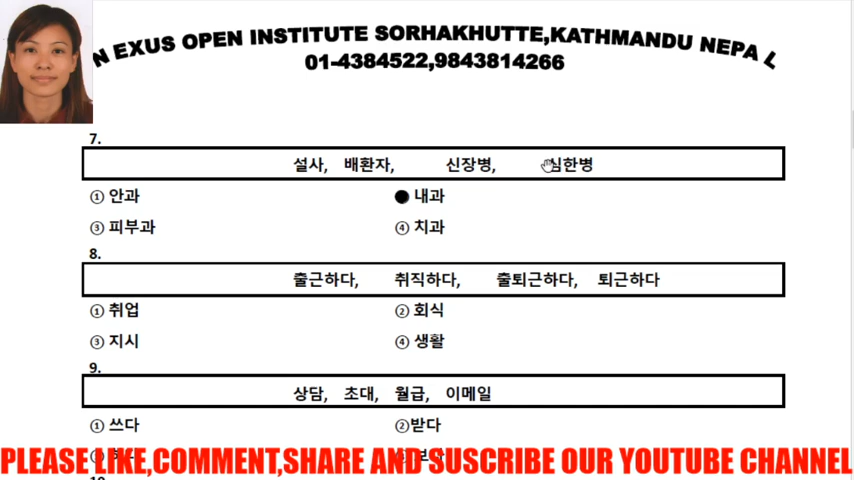 N EXUS OPEN INSTITUTE SORHAKHUTTE,KATHMANDU NEPA L
01-4384522,9843814266
7.
설사, 배환자, 신장병, 심한병
① 안과 ● 내과
③ 피부과 ④ 치과
8.
출근하다, 취직하다, 출퇴근하다, 퇴근하다
① 취업 ② 회식
③ 지시 ④ 생활
9.
상담, 초대, 월급, 이메일
① 쓰다 ②받다
PLEASE LIKE,COMMENT,SHARE AND SUSCRIBE OUR YOUTUBE CHANNEL